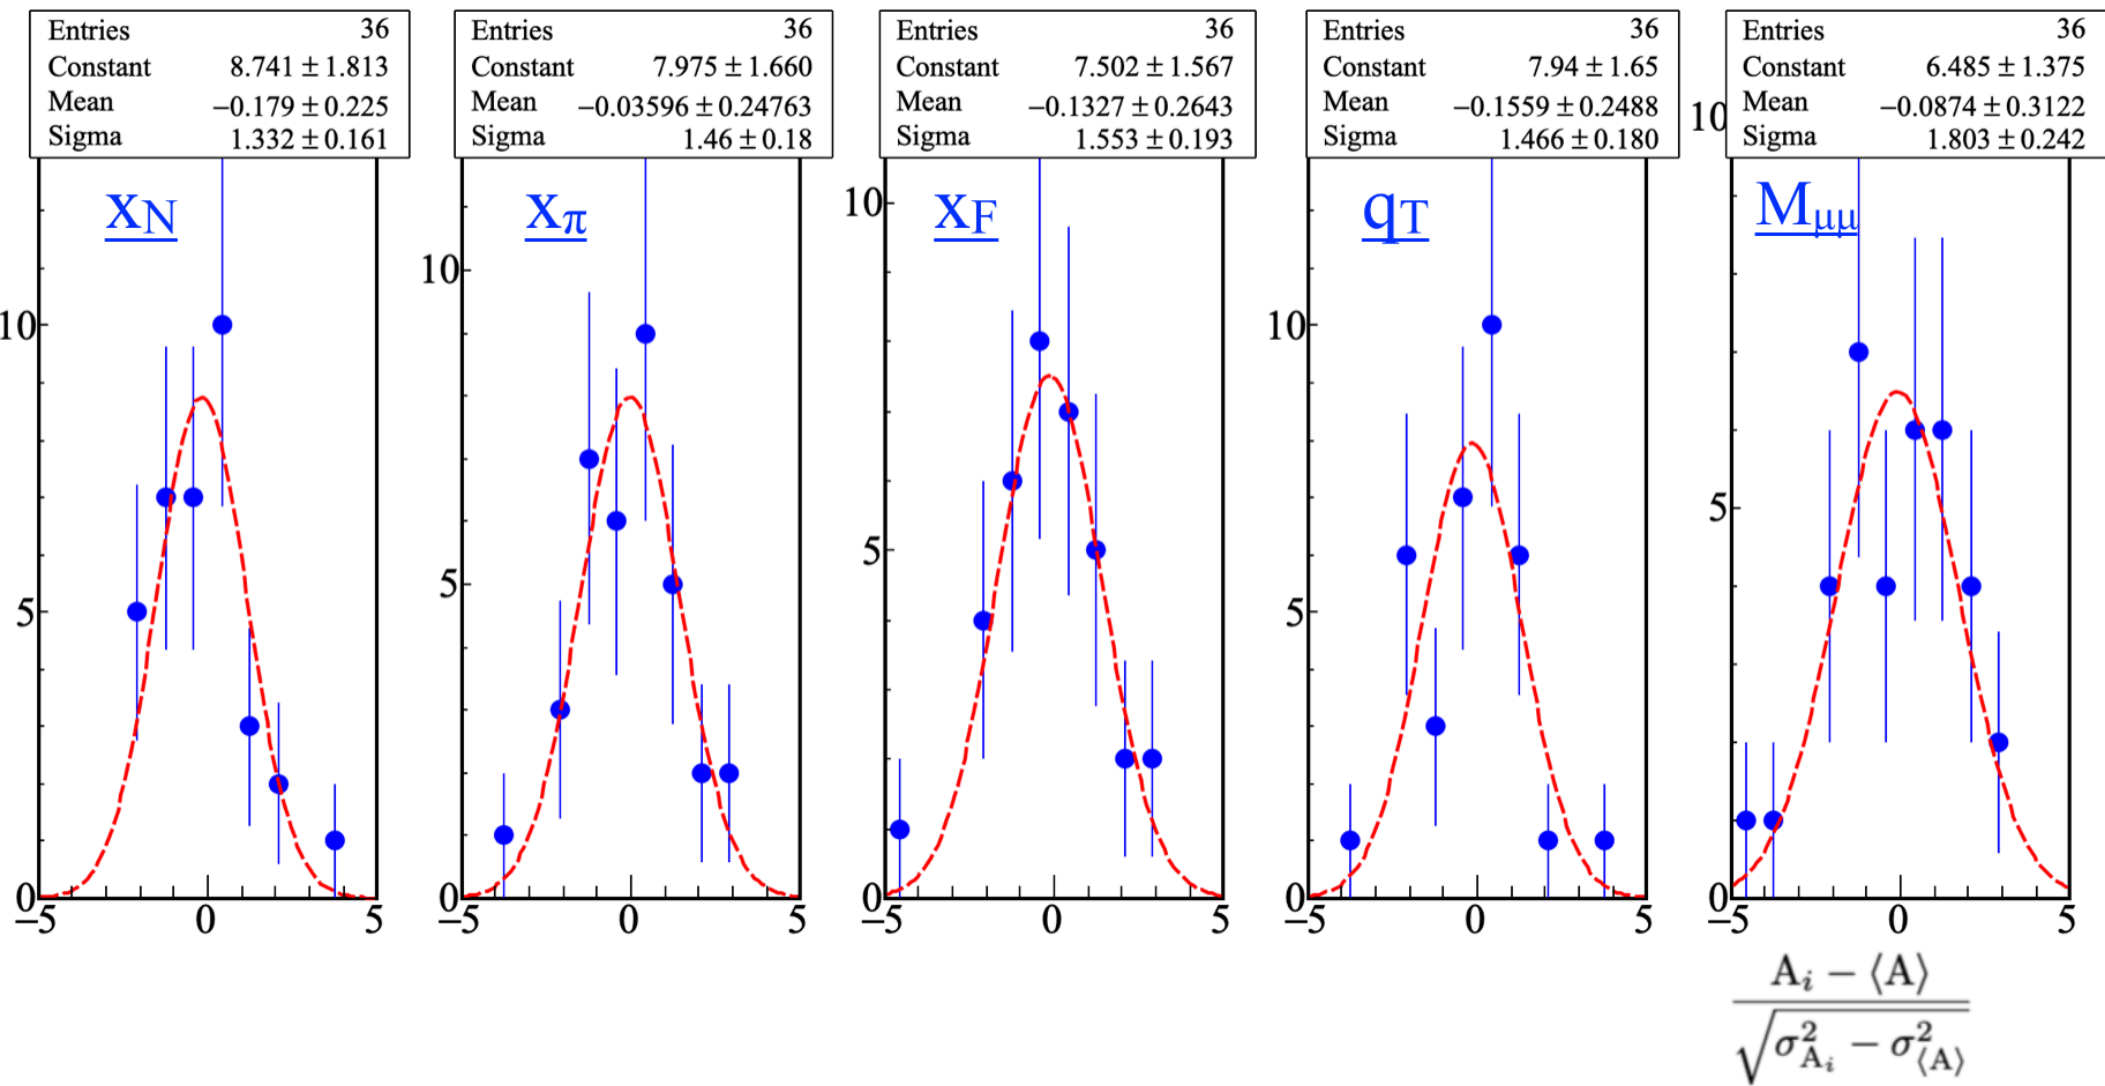 Entries 36
Constant 8.741 ± 1.813
Mean −0.179 ± 0.225
Sigma 1.332 ± 0.161
x_N
10
5
0
−5 0 5
Entries 36
Constant 7.975 ± 1.660
Mean −0.03596 ± 0.24763
Sigma 1.46 ± 0.18
x_π
10
5
0
−5 0 5
Entries 36
Constant 7.502 ± 1.567
Mean −0.1327 ± 0.2643
Sigma 1.553 ± 0.193
x_F
10
5
0
−5 0 5
Entries 36
Constant 7.94 ± 1.65
Mean −0.1559 ± 0.2488
Sigma 1.466 ± 0.180
q_T
10
5
0
−5 0 5
Entries 36
Constant 6.485 ± 1.375
Mean −0.0874 ± 0.3122
Sigma 1.803 ± 0.242
M_μμ
10
5
0
−5 0 5
A_i − ⟨A⟩
√σ²_{A_i} − σ²_{⟨A⟩}